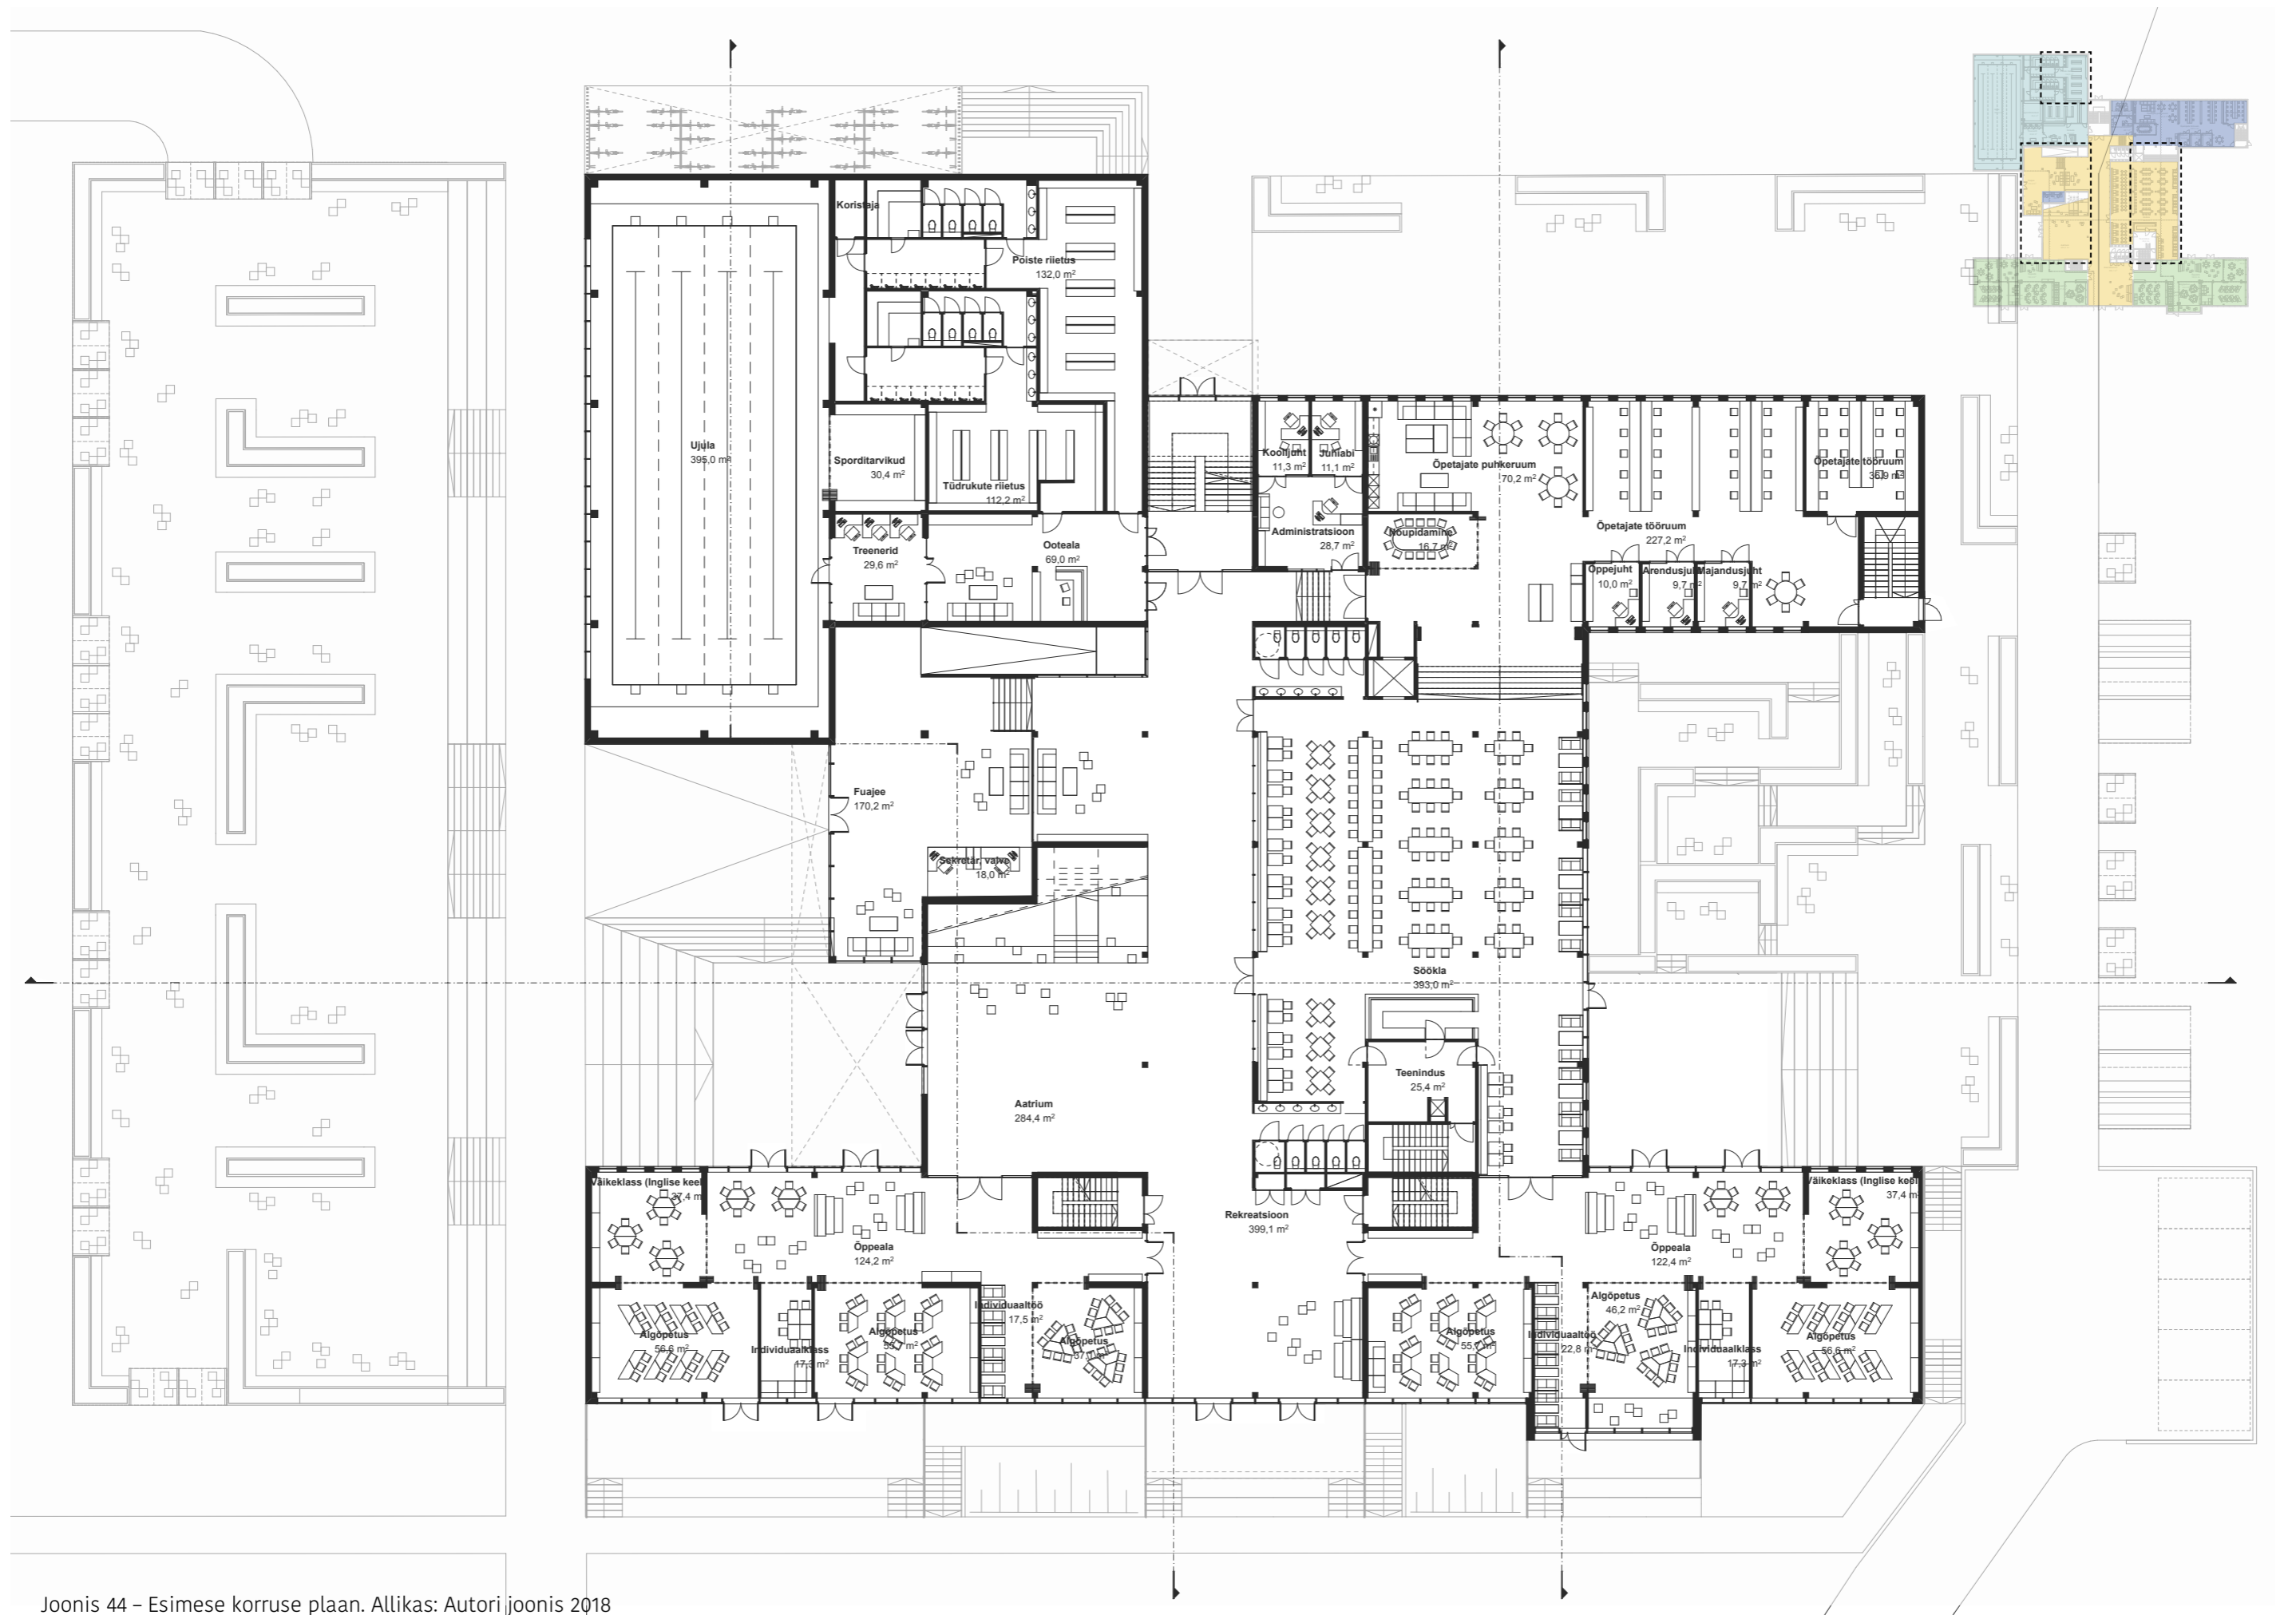 Koristaja
Poiste riietus
132,0 m²
Ujula
395,0 m²
Sporditarvikud
30,4 m²
Tüdrukute riietus
112,2 m²
Koolijuht
11,3 m²
Juhiabi
11,1 m²
Õpetajate puhkeruum
70,2 m²
Õpetajate tööruum
36,9 m²
Treenerid
29,6 m²
Ooteala
69,0 m²
Administratsioon
28,7 m²
Nõupidamine
16,7 m²
Õpetajate tööruum
227,2 m²
Õppejuht
10,0 m²
Arendusjuht
9,7 m²
Majandusjuht
9,7 m²
Fuajee
170,2 m²
Sekretär, valve
18,0 m²
Söökla
393,0 m²
Teenindus
25,4 m²
Aatrium
284,4 m²
Väikeklass (Inglise keel
37,4 m
Õppeala
124,2 m²
Rekreatsioon
399,1 m²
Õppeala
122,4 m²
Väikeklass (Inglise keel
37,4 m
Algõpetus
56,6 m²
Individuaalklass
17,3 m²
Algõpetus
Individuaaltöö
17,5 m²
Algõpetus
Algõpetus
Individuaaltöö
22,8 m²
Algõpetus
46,2 m²
Individuaalklass
17,3 m²
Algõpetus
56,6 m²
Joonis 44 – Esimese korruse plaan. Allikas: Autori joonis 2018